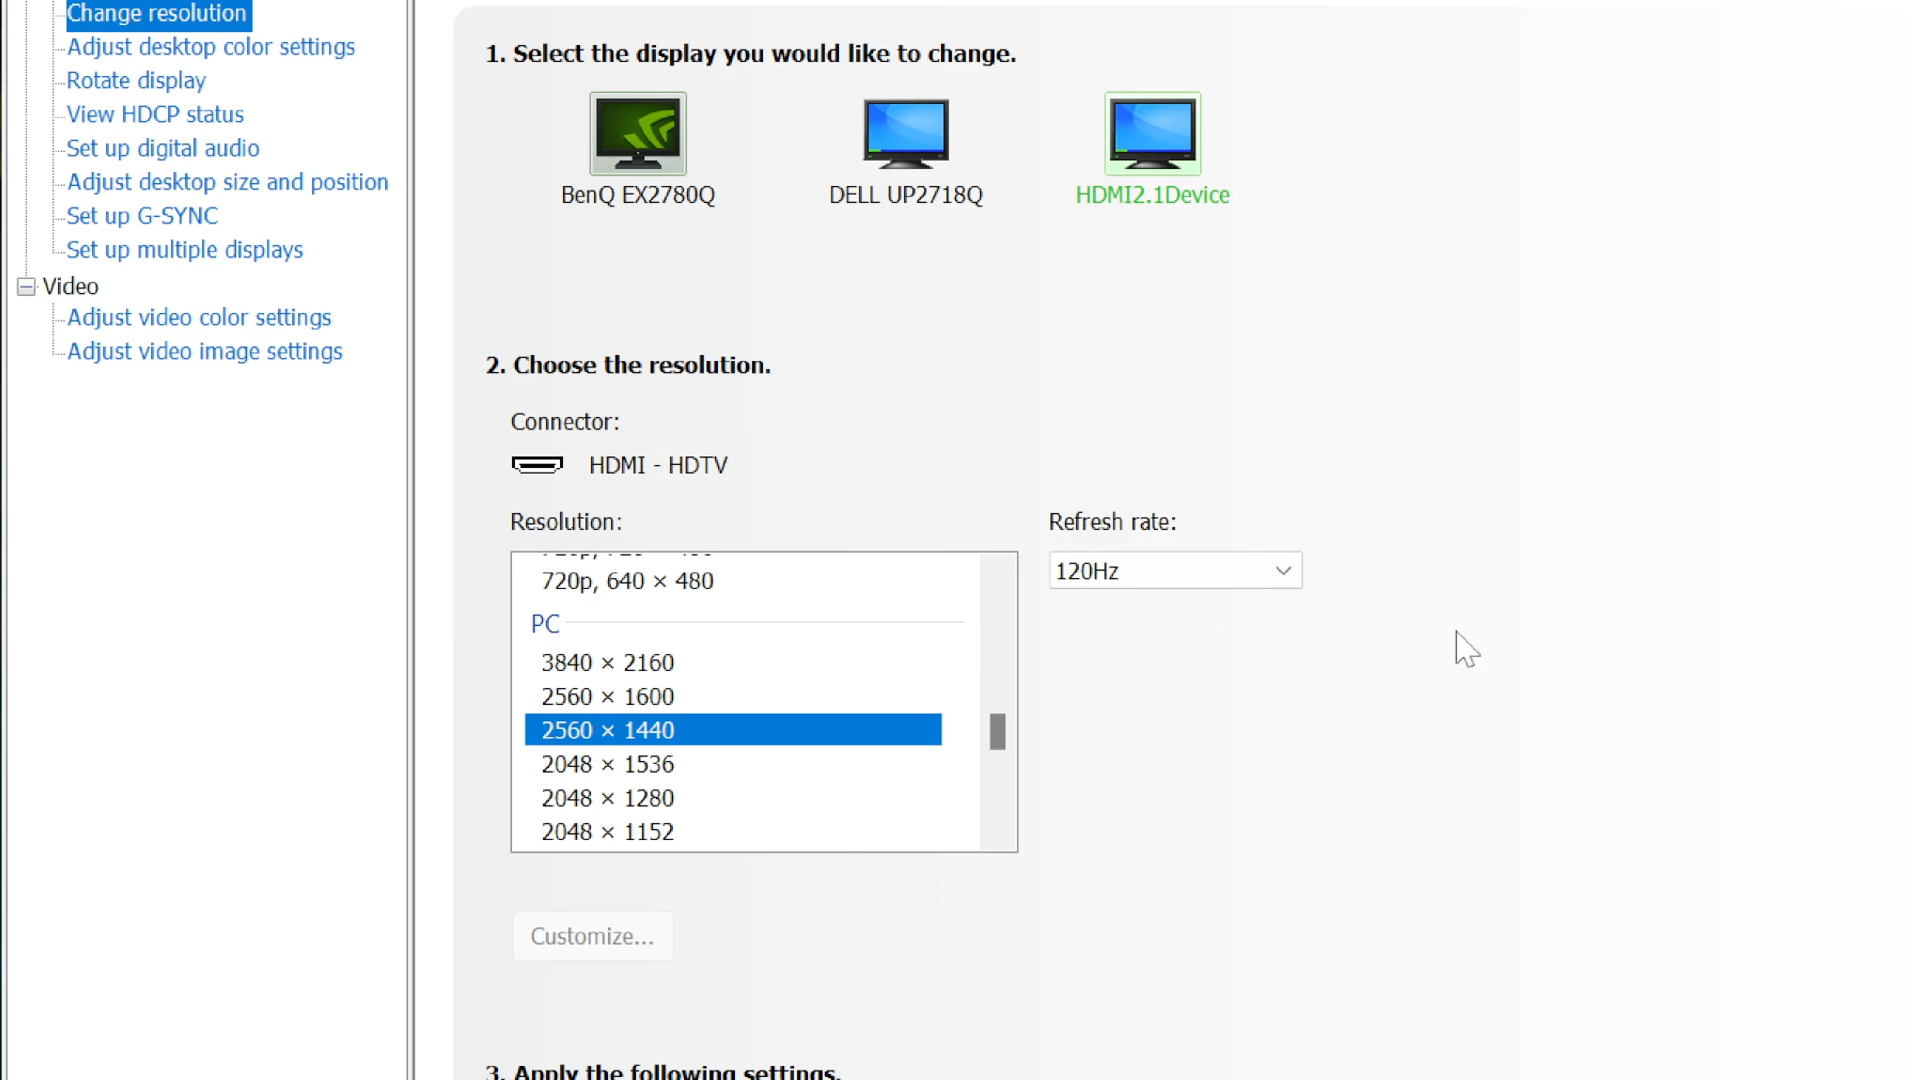 Change resolution
Adjust desktop color settings
Rotate display
View HDCP status
Set up digital audio
Adjust desktop size and position
Set up G-SYNC
Set up multiple displays
Video
Adjust video color settings
Adjust video image settings
1. Select the display you would like to change.
BenQ EX2780Q
DELL UP2718Q
HDMI2.1Device
2. Choose the resolution.
Connector:
HDMI - HDTV
Resolution:
Refresh rate:
720p, 640 × 480
PC
3840 × 2160
2560 × 1600
2560 × 1440
2048 × 1536
2048 × 1280
2048 × 1152
120Hz
Customize...
3. Apply the following settings.